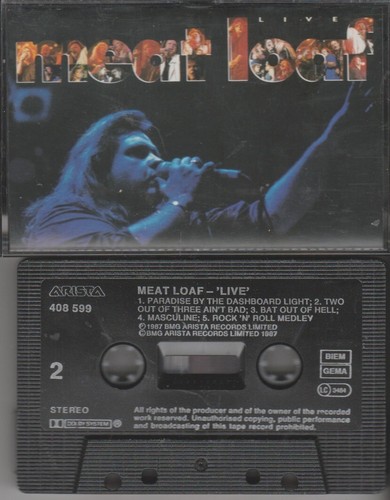 LIVE
meat loaf
ARISTA
408 599
MEAT LOAF – 'LIVE'
1. PARADISE BY THE DASHBOARD LIGHT; 2. TWO
OUT OF THREE AIN'T BAD; 3. BAT OUT OF HELL;
4. MASCULINE; 5. ROCK 'N' ROLL MEDLEY
Ⓟ1987 BMG ARISTA RECORDS LIMITED
©BMG ARISTA RECORDS LIMITED 1987
2
BIEM
GEMA
LC 3484
STEREO
DOLBY SYSTEM
All rights of the producer and of the owner of the recorded
work reserved. Unauthorised copying, public performance
and broadcasting of this tape record prohibited.